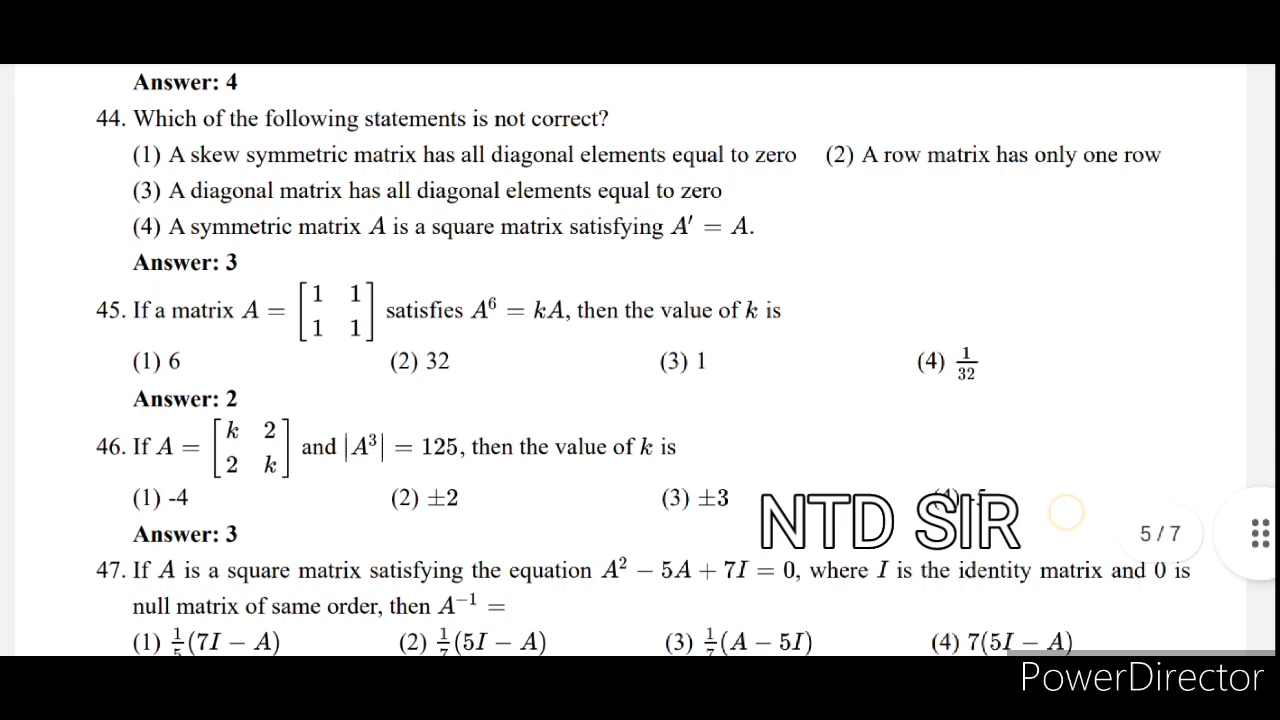 Answer: 4
44. Which of the following statements is not correct?
(1) A skew symmetric matrix has all diagonal elements equal to zero (2) A row matrix has only one row
(3) A diagonal matrix has all diagonal elements equal to zero
(4) A symmetric matrix A is a square matrix satisfying A′ = A.
Answer: 3
45. If a matrix A = [1 1; 1 1] satisfies A⁶ = kA, then the value of k is
(1) 6 (2) 32 (3) 1 (4) 1/32
Answer: 2
46. If A = [k 2; 2 k] and |A³| = 125, then the value of k is
(1) -4 (2) ±2 (3) ±3
NTD SIR
5 / 7
Answer: 3
47. If A is a square matrix satisfying the equation A² − 5A + 7I = 0, where I is the identity matrix and 0 is
null matrix of same order, then A⁻¹ =
(1) 1/5(7I − A) (2) 1/7(5I − A) (3) 1/7(A − 5I) (4) 7(5I − A)
PowerDirector